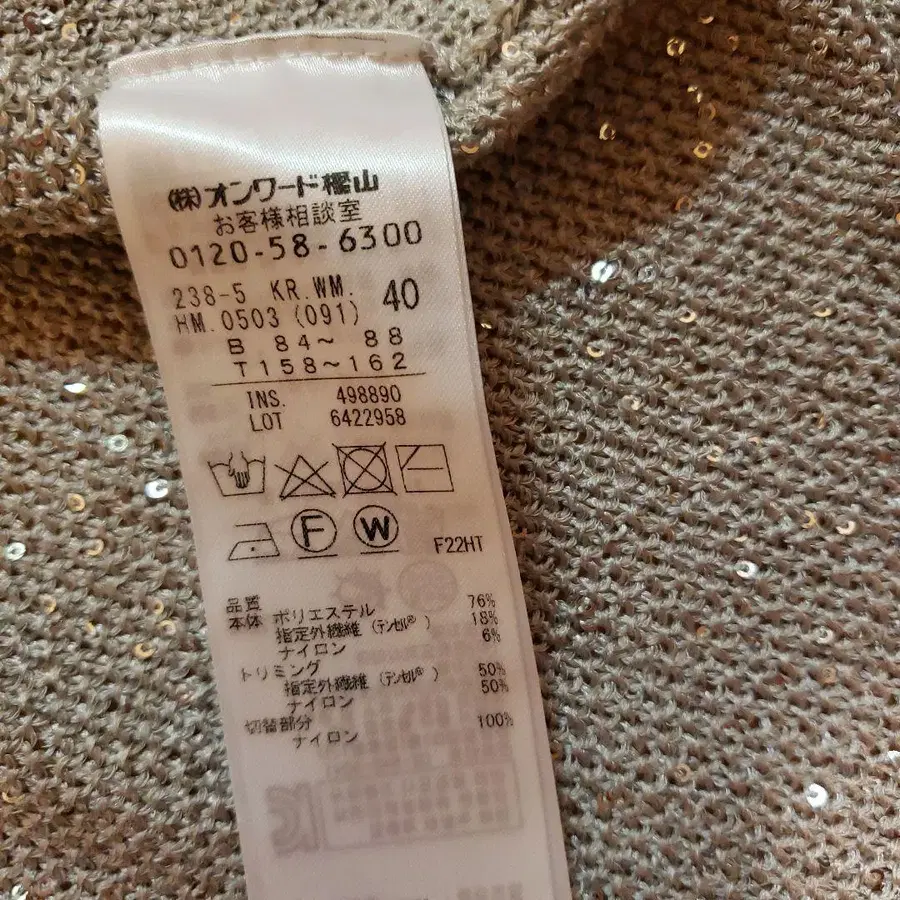 ㈱オンワード樫山
お客様相談室
0120-58-6300
238-5 KR.WM. 40
HM.0503 (091)
B 84～ 88
T158～162
INS. 498890
LOT 6422958
F W F22HT
品質
本体 ポリエステル 76%
指定外繊維 (テンセル®) 18%
ナイロン 6%
トリミング
指定外繊維 (テンセル®) 50%
ナイロン 50%
切替部分
ナイロン 100%